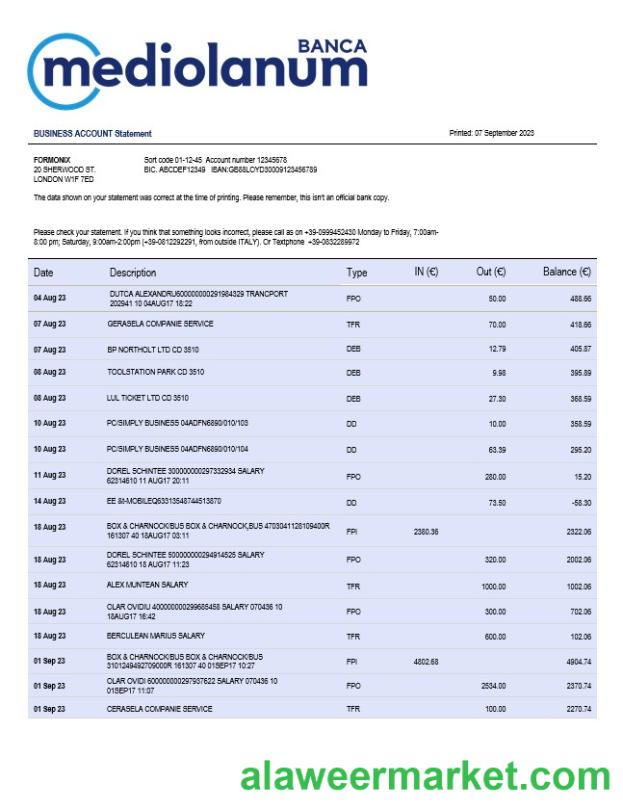 BANCA
mediolanum
BUSINESS ACCOUNT Statement Printed: 07 September 2023
FORMONIX Sort code 01-12-45 Account number 12345678
20 SHERWOOD ST. BIC. ABCDEF12349 IBAN:GB88LOYD30009123456789
LONDON W1F 7ED
The data shown on your statement was correct at the time of printing. Please remember, this isn't an official bank copy.
Please check your statement. If you think that something looks incorrect, please call as on +39-0999452430 Monday to Friday, 7:00am-
8:00 pm; Saturday, 9:00am-2:00pm (+39-0812292291, from outside ITALY). Or Textphone +39-0832289972
Date Description Type IN (€) Out (€) Balance (€)
04 Aug 23 DUTCA ALEXANDRIJ600000000291984329 TRANCPORT FPO 50.00 488.66
202941 10 04AUG17 18:22
07 Aug 23 GERASELA COMPANIE SERVICE TFR 70.00 418.66
07 Aug 23 BP NORTHOLT LTD CD 3510 DEB 12.79 405.87
08 Aug 23 TOOLSTATION PARK CD 3510 DEB 9.98 395.89
08 Aug 23 LUL TICKET LTD CD 3510 DEB 27.30 368.59
10 Aug 23 PC/SIMPLY BUSINESS 04ADFN6890/010/103 DD 10.00 358.59
10 Aug 23 PC/SIMPLY BUSINESS 04ADFN6890/010/104 DD 63.39 295.20
11 Aug 23 DOREL SCHINTEE 300000000297332934 SALARY FPO 280.00 15.20
62314610 11 AUG17 20:11
14 Aug 23 EE &t-MOBILEQ63313548744513870 DD 73.50 -58.30
18 Aug 23 BOX & CHARNOCK/BUS BOX & CHARNOCK,BUS 4703041128109400R FPI 2380.36 2322.06
161307 40 18AUG17 03:11
18 Aug 23 DOREL SCHINTEE 500000000294914525 SALARY FPO 320.00 2002.06
62314610 18 AUG17 11:23
18 Aug 23 ALEX MUNTEAN SALARY TFR 1000.00 1002.06
18 Aug 23 OLAR OVIDIU 400000000299685458 SALARY 070436 10 FPO 300.00 702.06
18AUG17 16:42
18 Aug 23 BERCULEAN MARIUS SALARY TFR 600.00 102.06
01 Sep 23 BOX & CHARNOCK/BUS BOX & CHARNOCK/BUS FPI 4802.68 4904.74
3101249492709000R 161307 40 01SEP17 10:27
01 Sep 23 OLAR OVIDI 600000000297937622 SALARY 070436 10 FPO 2534.00 2370.74
01SEP17 11:07
01 Sep 23 CERASELA COMPANIE SERVICE TFR 100.00 2270.74
alaweermarket.com